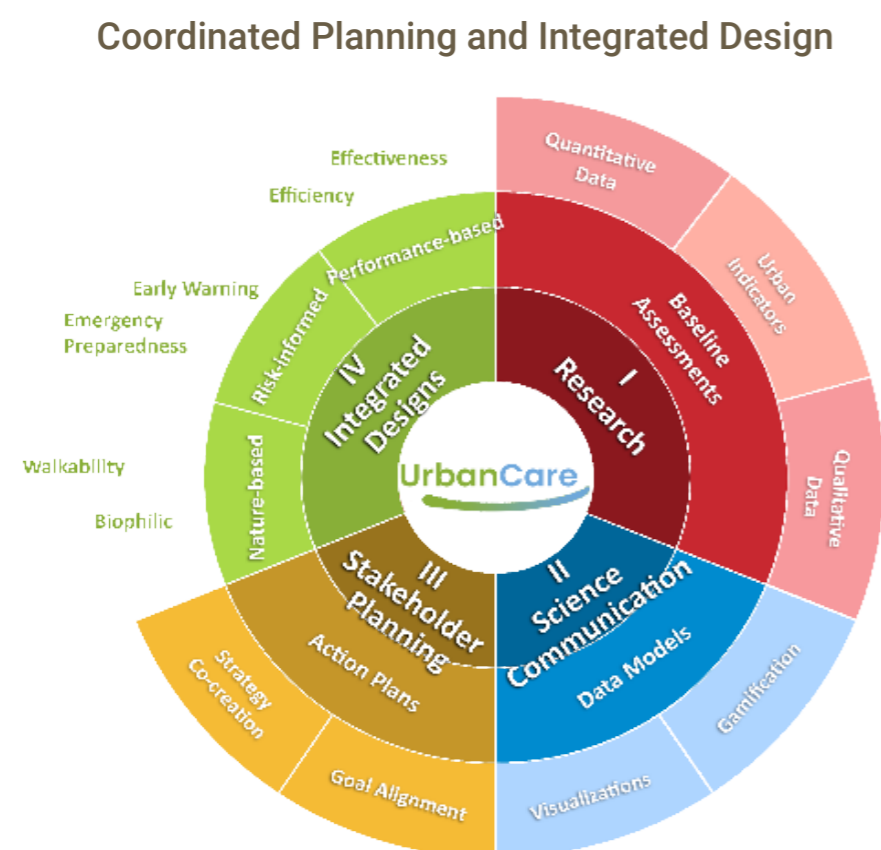 Coordinated Planning and Integrated Design
Quantitative
Data
Urban
Indicators
Qualitative
Data
Baseline
Assessments
I
Research
II
Science
Communication
Data Models
Gamification
Visualizations
III
Stakeholder
Planning
Action Plans
Goal Alignment
Strategy
Co-creation
IV
Integrated
Designs
Nature-based
Risk-informed
Performance-based
Effectiveness
Efficiency
Early Warning
Emergency
Preparedness
Walkability
Biophilic
UrbanCare